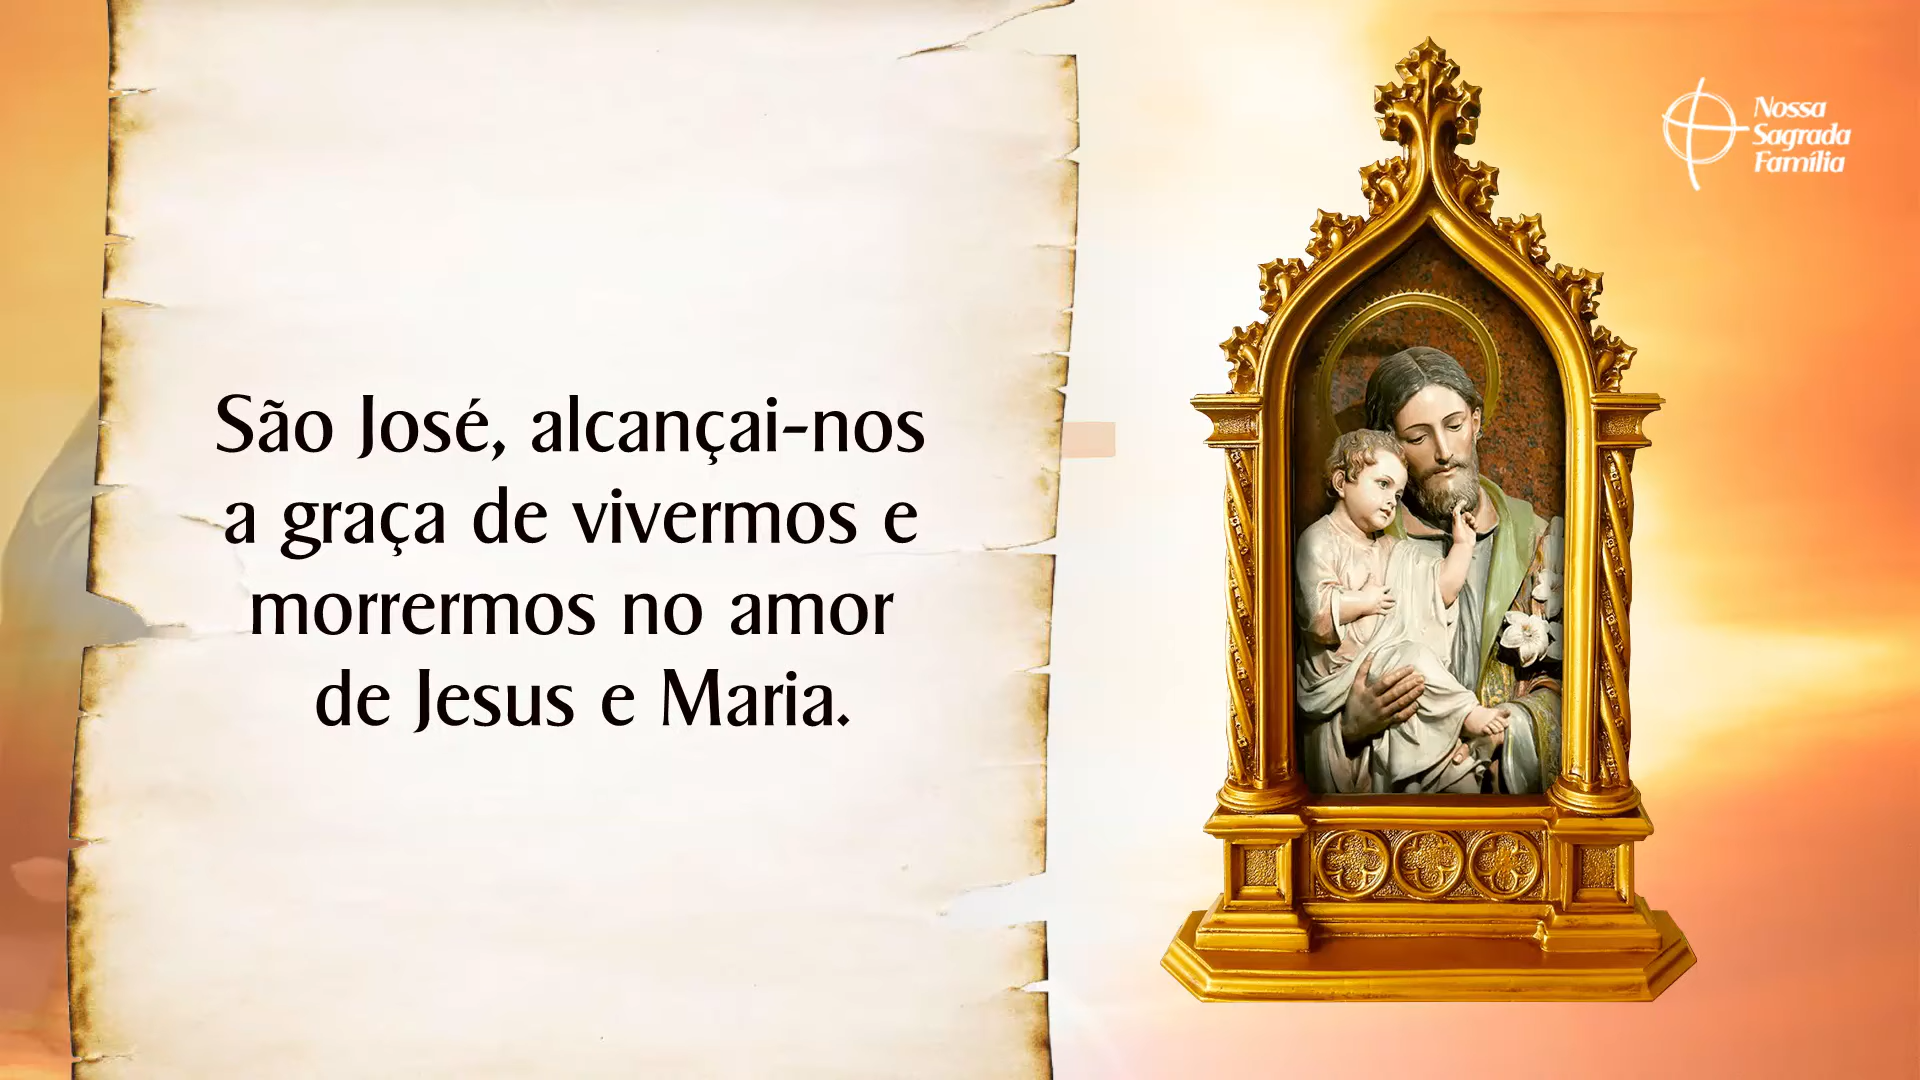 São José, alcançai-nos
a graça de vivermos e
morrermos no amor
de Jesus e Maria.
Nossa
Sagrada
Família